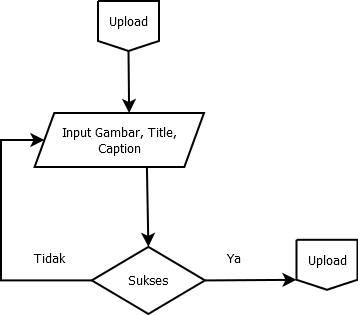 Upload
Input Gambar, Title,
Caption
Tidak
Ya
Upload
Sukses